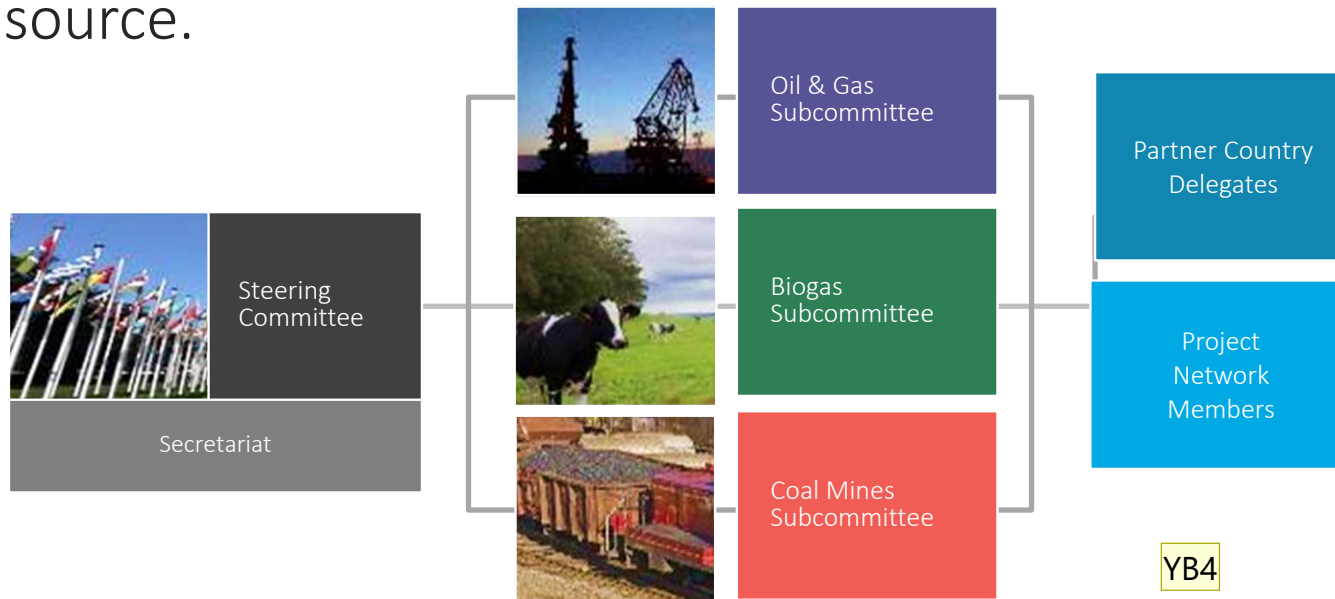 source.
Steering
Committee
Secretariat
Oil & Gas
Subcommittee
Biogas
Subcommittee
Coal Mines
Subcommittee
Partner Country
Delegates
Project
Network
Members
YB4